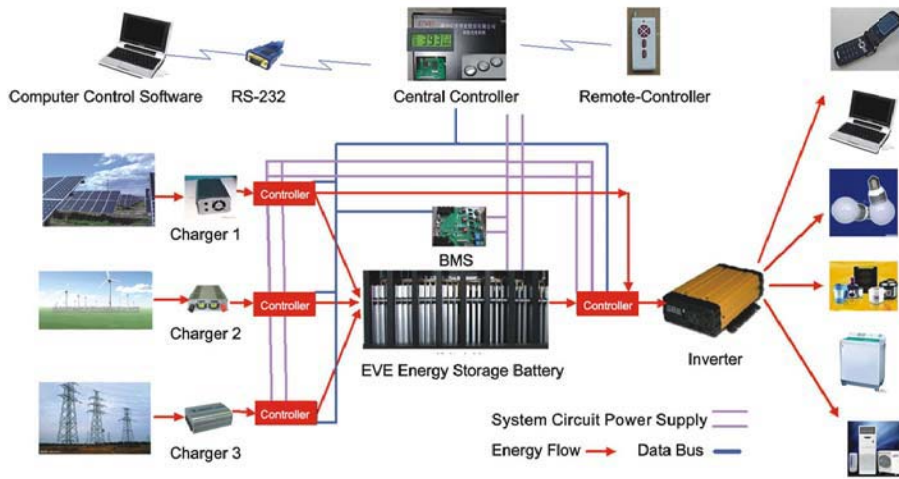 Computer Control Software
RS-232
Central Controller
Remote-Controller
Controller
Charger 1
BMS
Controller
Charger 2
Controller
EVE Energy Storage Battery
Inverter
Controller
Charger 3
System Circuit Power Supply
Energy Flow
Data Bus